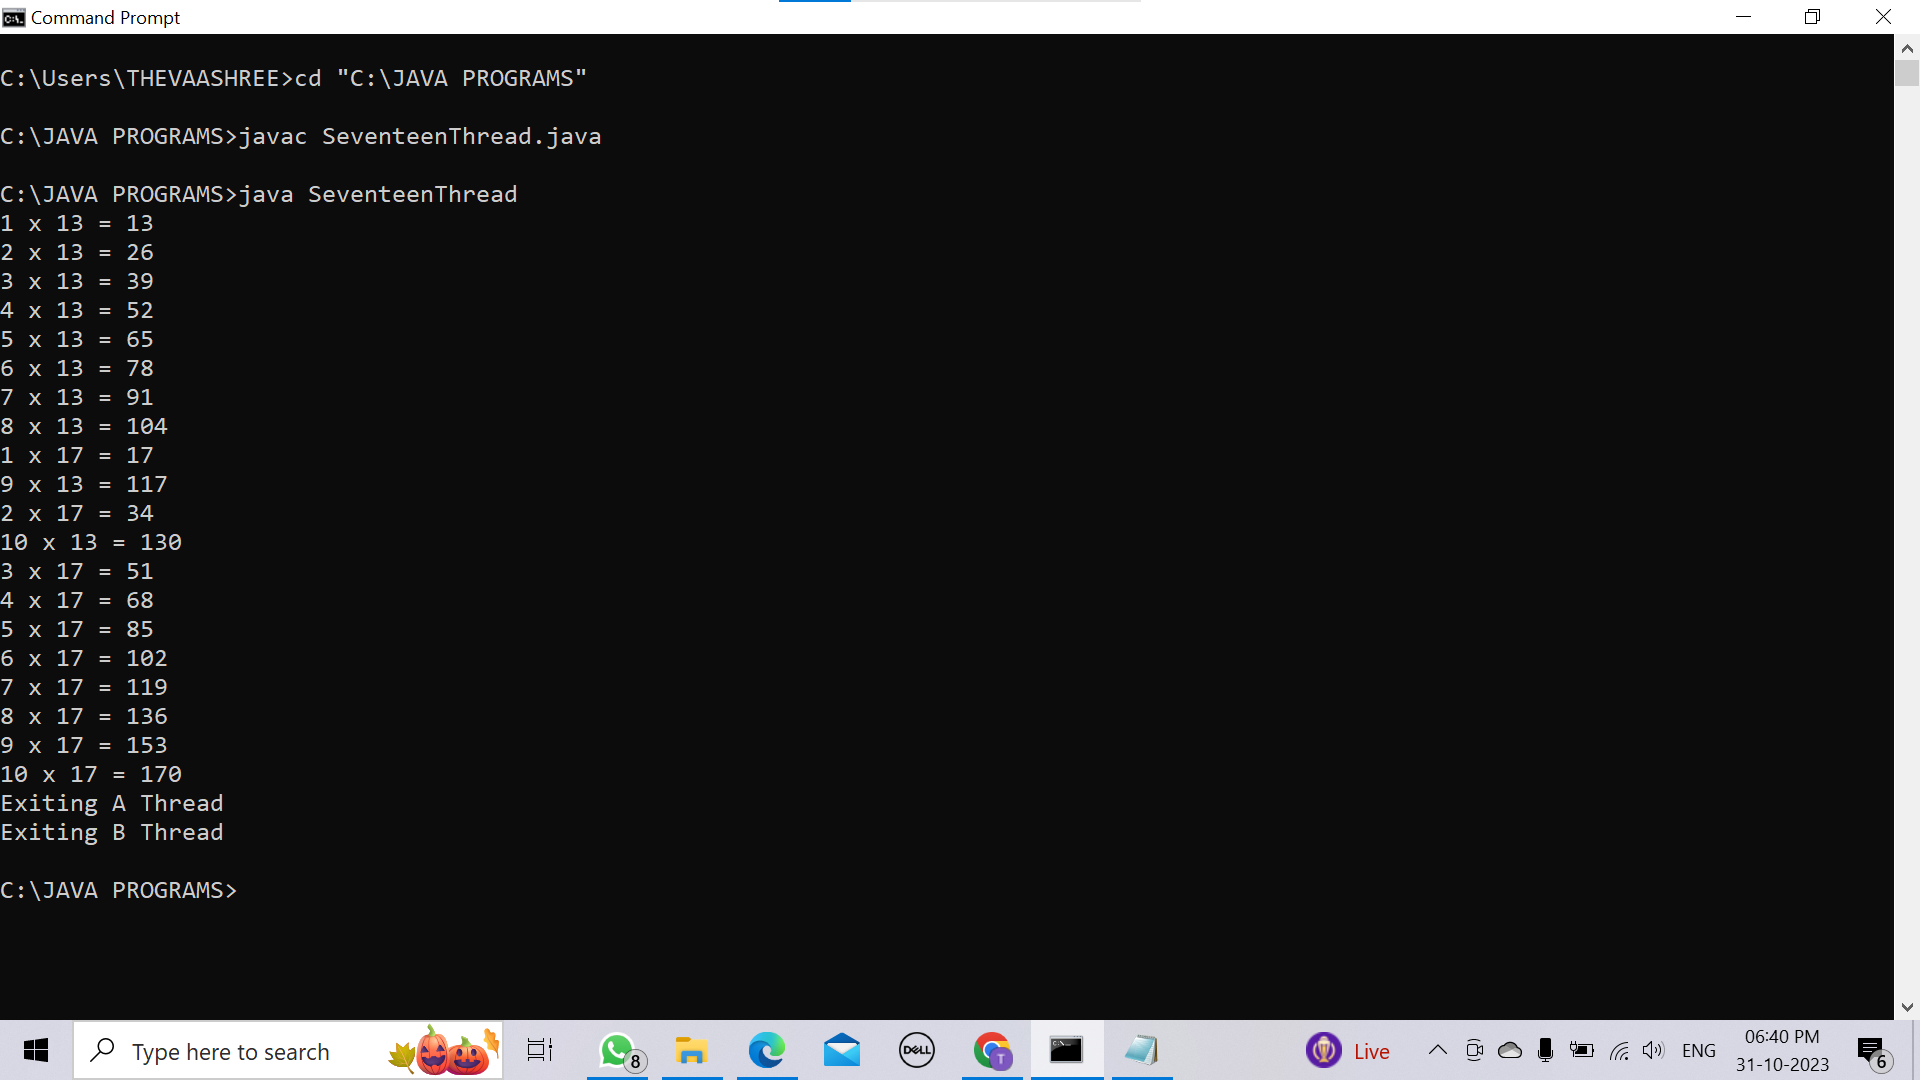 Command Prompt
C:\Users\THEVAASHREE>cd "C:\JAVA PROGRAMS"
C:\JAVA PROGRAMS>javac SeventeenThread.java
C:\JAVA PROGRAMS>java SeventeenThread
1 x 13 = 13
2 x 13 = 26
3 x 13 = 39
4 x 13 = 52
5 x 13 = 65
6 x 13 = 78
7 x 13 = 91
8 x 13 = 104
1 x 17 = 17
9 x 13 = 117
2 x 17 = 34
10 x 13 = 130
3 x 17 = 51
4 x 17 = 68
5 x 17 = 85
6 x 17 = 102
7 x 17 = 119
8 x 17 = 136
9 x 17 = 153
10 x 17 = 170
Exiting A Thread
Exiting B Thread
C:\JAVA PROGRAMS>
Type here to search
8
DELL
T
Live
ENG
06:40 PM
31-10-2023
6